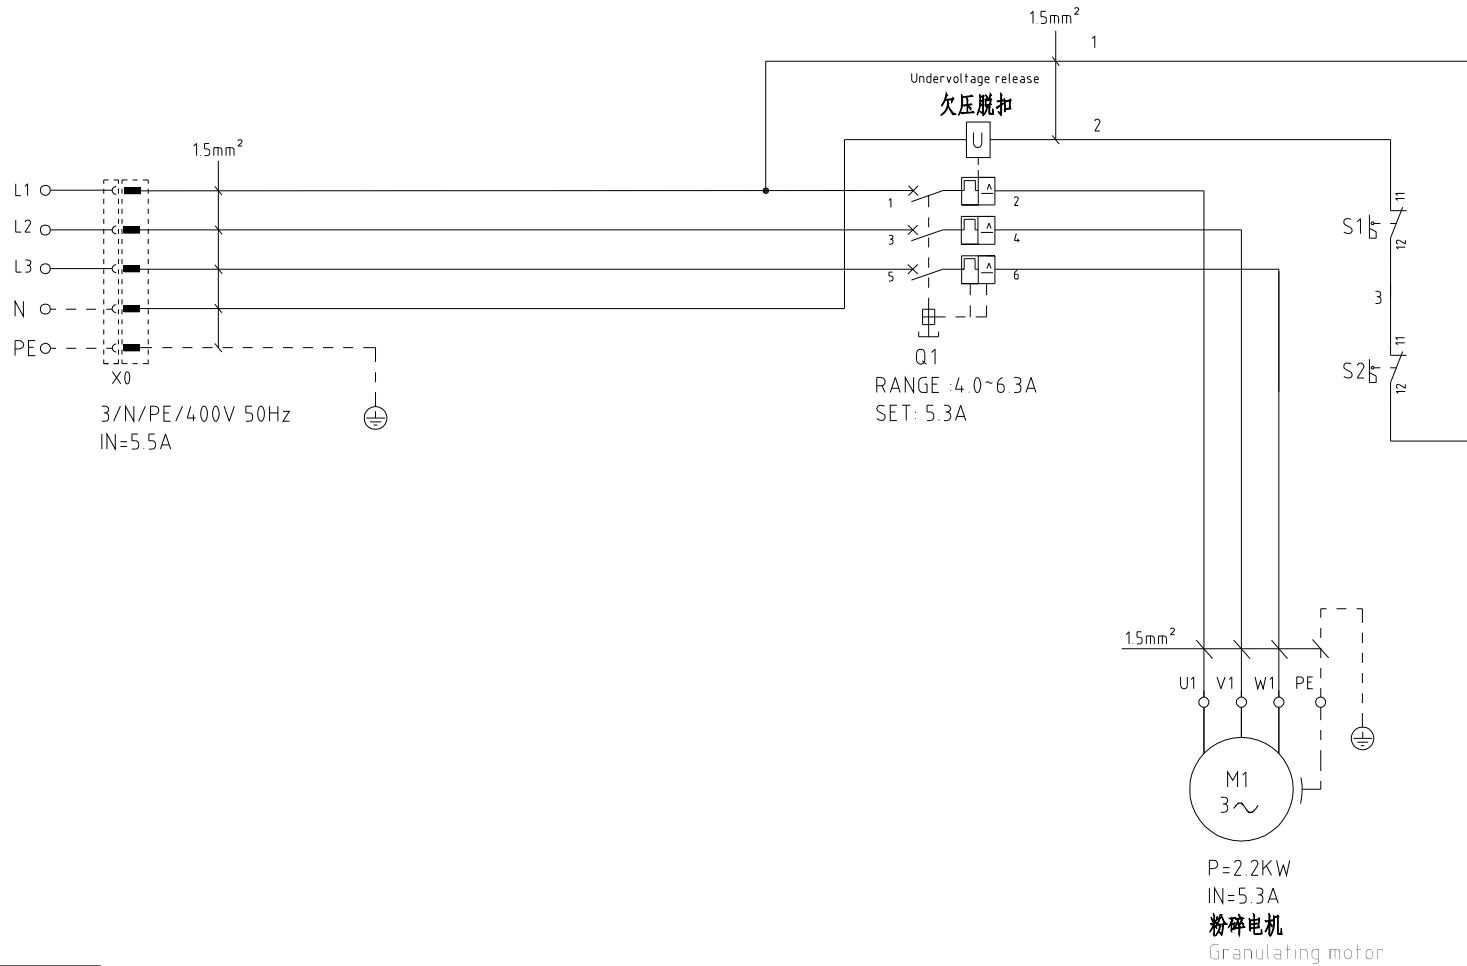 1.5mm²
1
Undervoltage release
欠压脱扣
U
2
1.5mm²
L1
1
2
11
L2
3
4
S1
12
L3
5
6
N
3
PE
Q1
11
X0
S2
12
RANGE :4.0~6.3A
3/N/PE/400V 50Hz
SET: 5.3A
IN=5.5A
1.5mm²
U1 V1 W1 PE
M1
3~
P=2.2KW
IN=5.3A
粉碎电机
Granulating motor